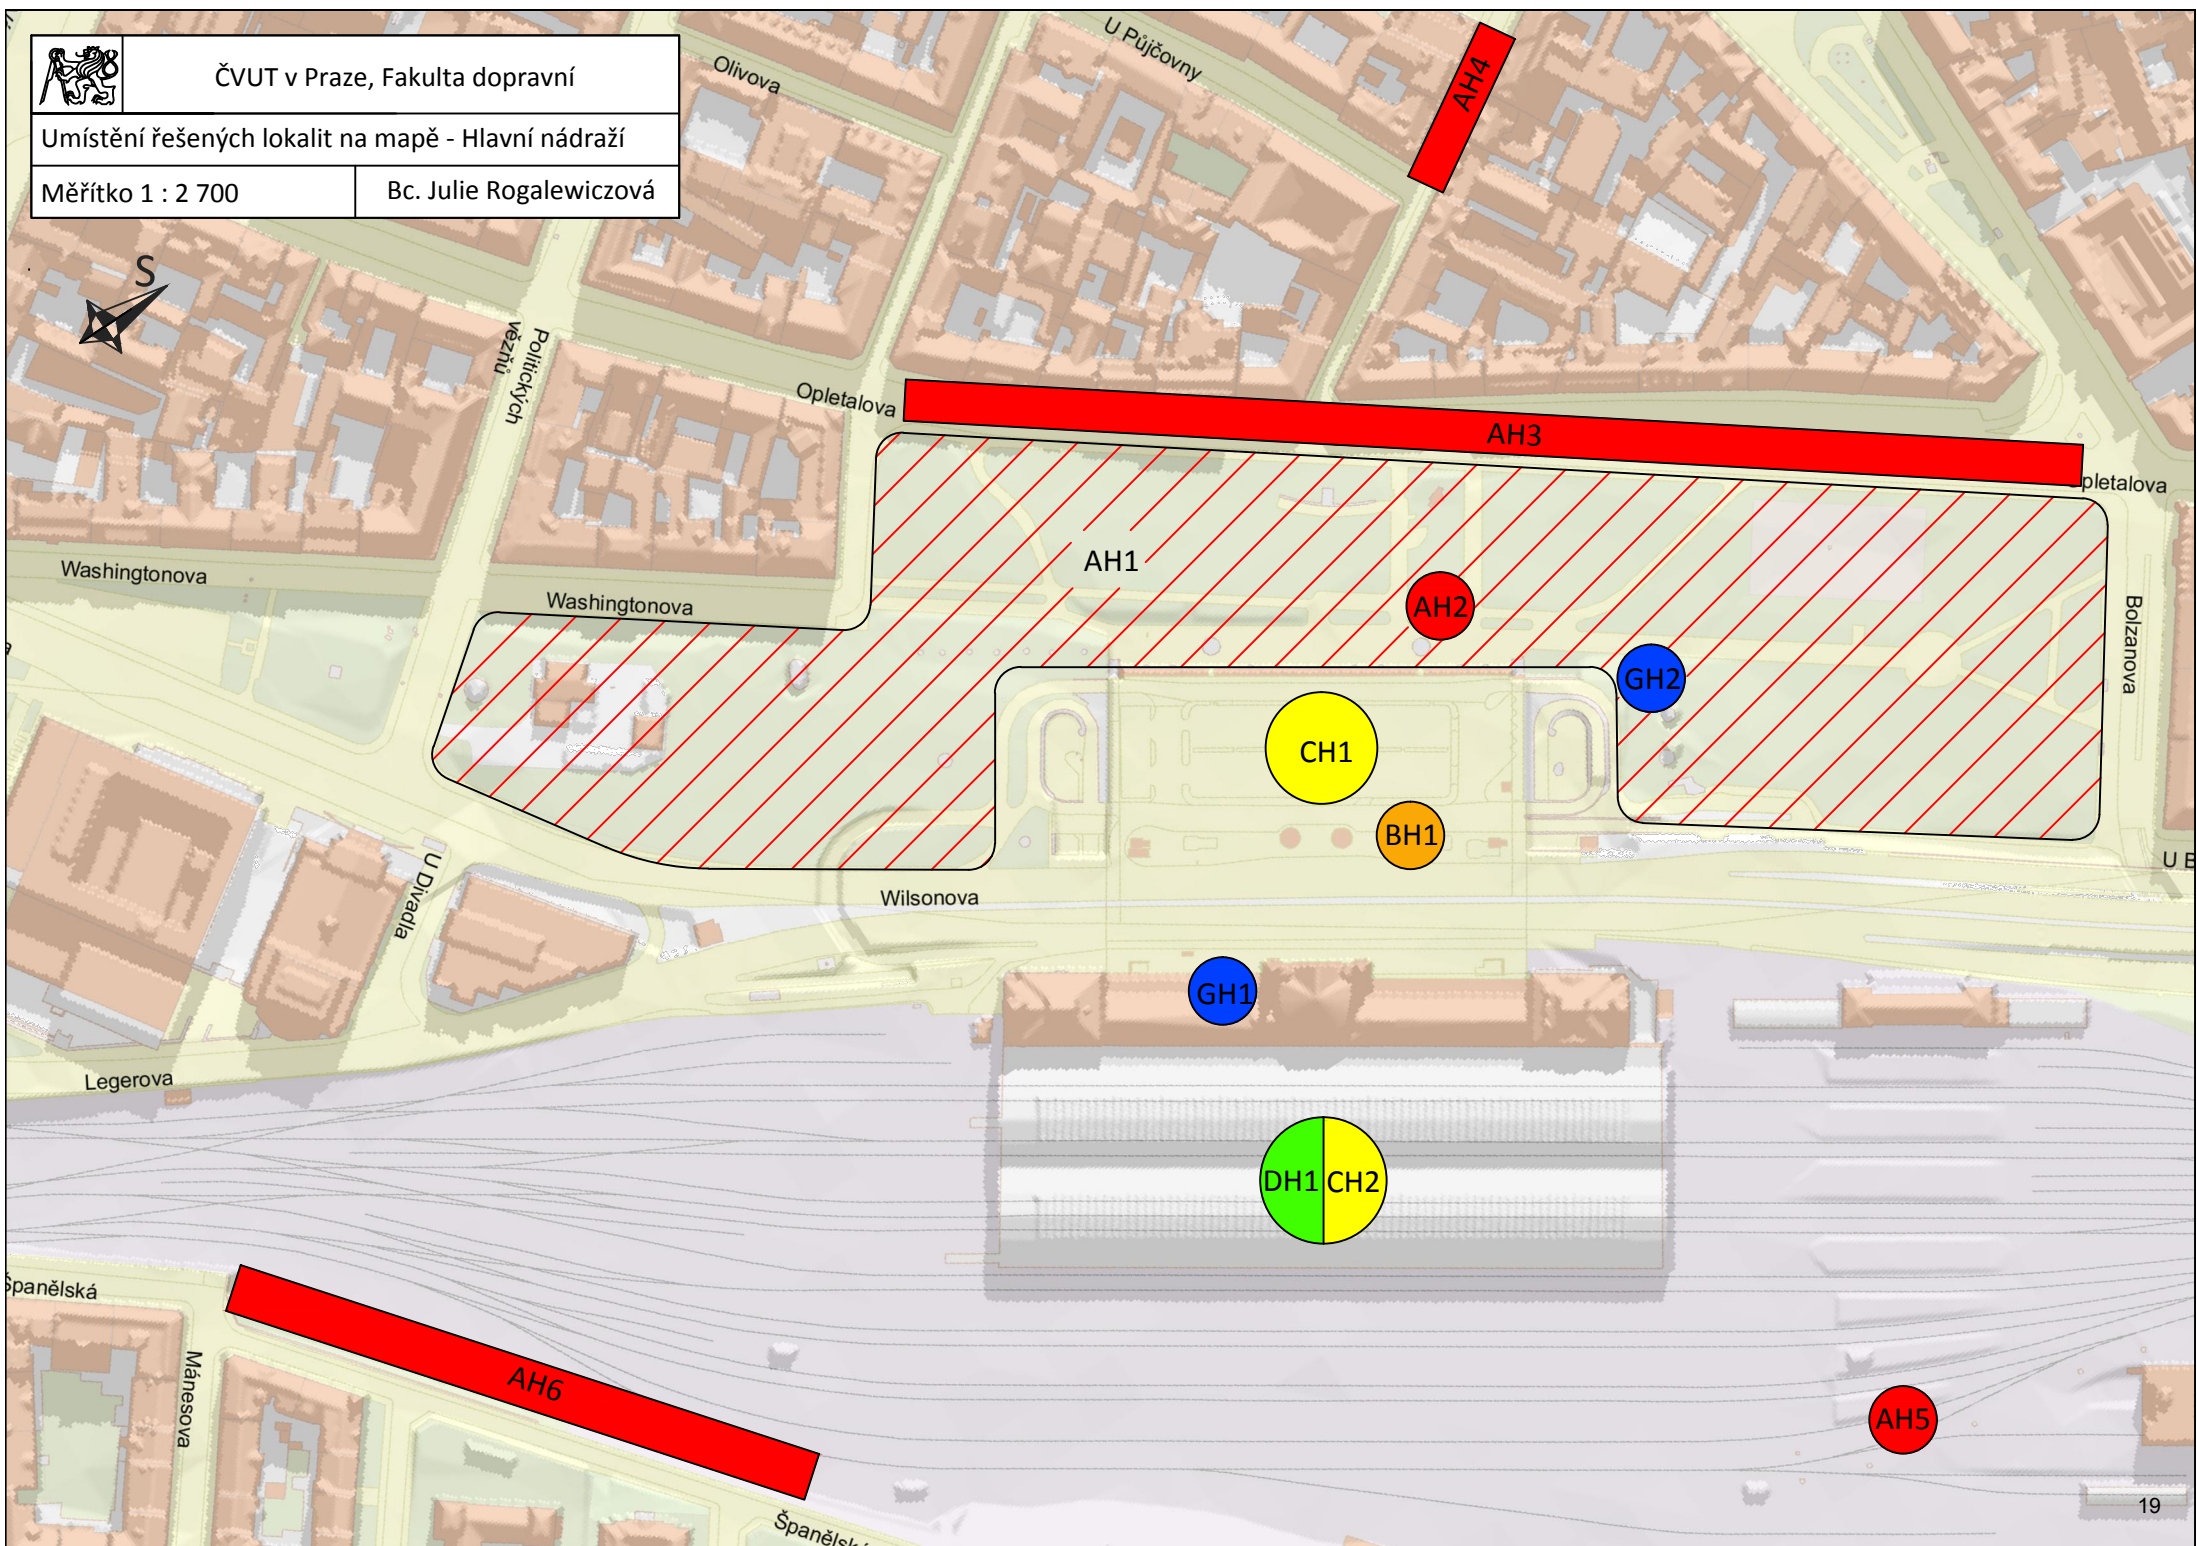 ČVUT v Praze, Fakulta dopravní
Umístění řešených lokalit na mapě - Hlavní nádraží
Měřítko 1 : 2 700
Bc. Julie Rogalewiczová
S
Olivova
U Půjčovny
AH4
Politických
vězňů
Opletalova
AH3
pletalova
AH1
Washingtonova
Washingtonova
AH2
Bolzanova
GH2
CH1
BH1
U Divadla
Wilsonova
U B
GH1
Legerova
DH1
CH2
Španělská
Mánesova
AH6
AH5
Španělsk
19